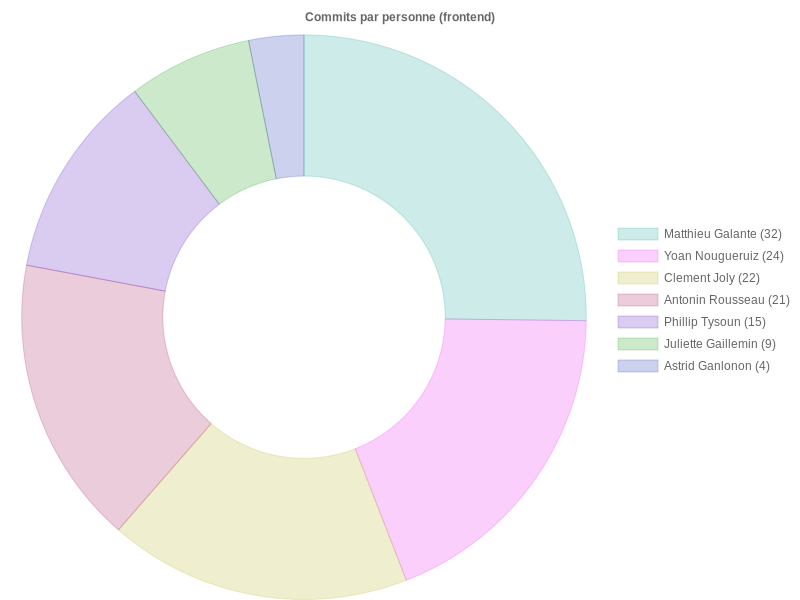 Commits par personne (frontend)
Matthieu Galante (32)
Yoan Nougueruiz (24)
Clement Joly (22)
Antonin Rousseau (21)
Phillip Tysoun (15)
Juliette Gaillemin (9)
Astrid Ganlonon (4)